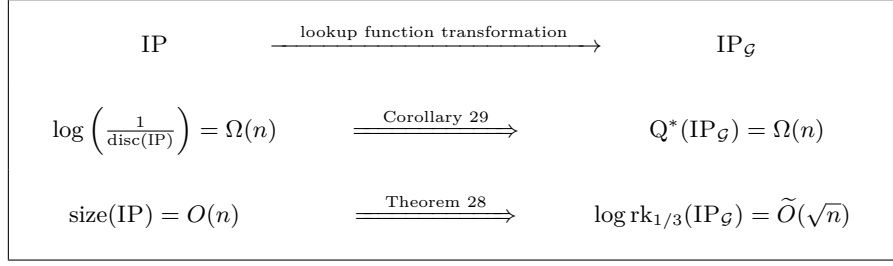 IP lookup function transformation IP_𝒢
log(1/disc(IP)) = Ω(n) Corollary 29 Q*(IP_𝒢) = Ω(n)
size(IP) = O(n) Theorem 28 log rk_{1/3}(IP_𝒢) = Õ(√n)